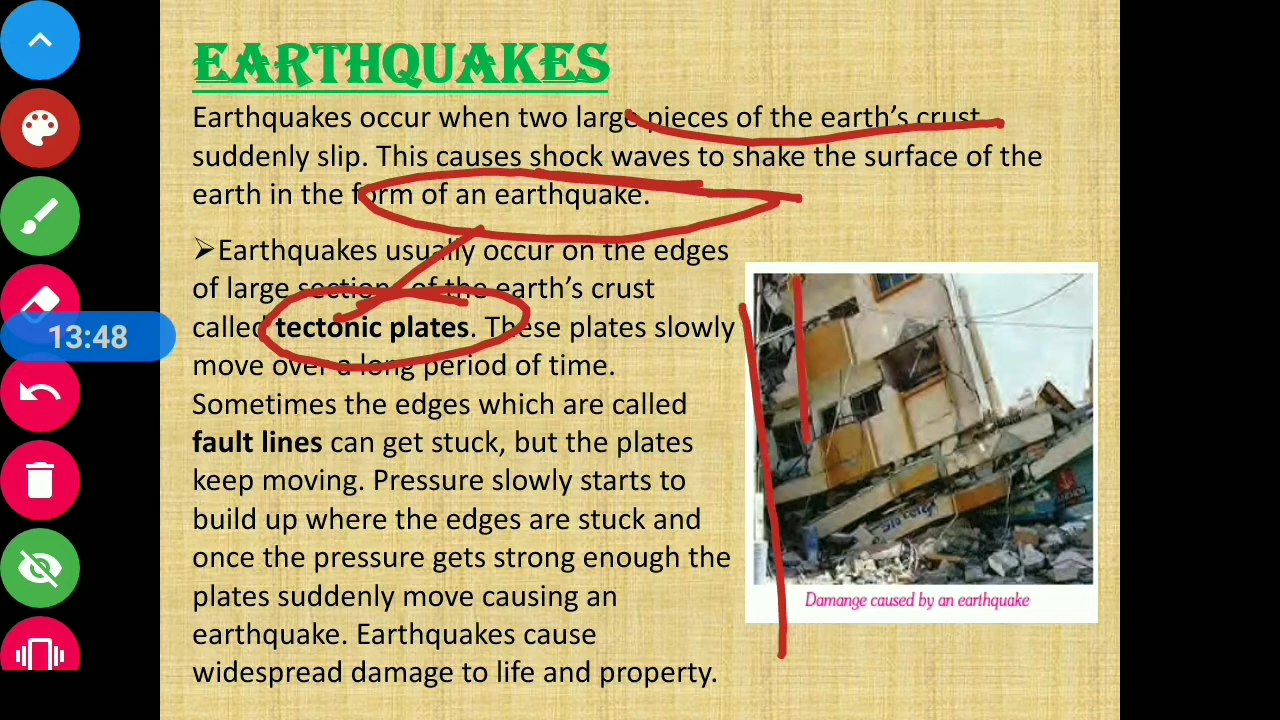 EARTHQUAKES
Earthquakes occur when two large pieces of the earth's crust
suddenly slip. This causes shock waves to shake the surface of the
earth in the form of an earthquake.
➢Earthquakes usually occur on the edges
of large sections of the earth's crust
called tectonic plates. These plates slowly
13:48
move over a long period of time.
Sometimes the edges which are called
fault lines can get stuck, but the plates
keep moving. Pressure slowly starts to
build up where the edges are stuck and
once the pressure gets strong enough the
plates suddenly move causing an
earthquake. Earthquakes cause
widespread damage to life and property.
Damange caused by an earthquake